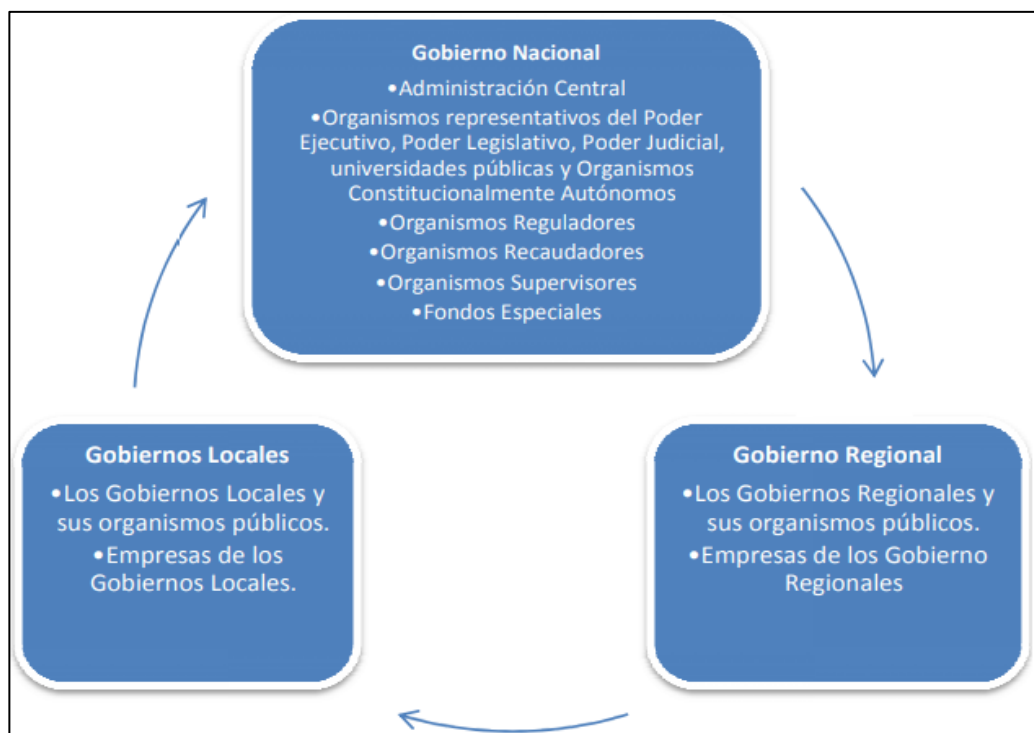 Gobierno Nacional
•Administración Central
•Organismos representativos del Poder
Ejecutivo, Poder Legislativo, Poder Judicial,
universidades públicas y Organismos
Constitucionalmente Autónomos
•Organismos Reguladores
•Organismos Recaudadores
•Organismos Supervisores
•Fondos Especiales
Gobiernos Locales
•Los Gobiernos Locales y
sus organismos públicos.
•Empresas de los
Gobiernos Locales.
Gobierno Regional
•Los Gobiernos Regionales y
sus organismos públicos.
•Empresas de los Gobierno
Regionales